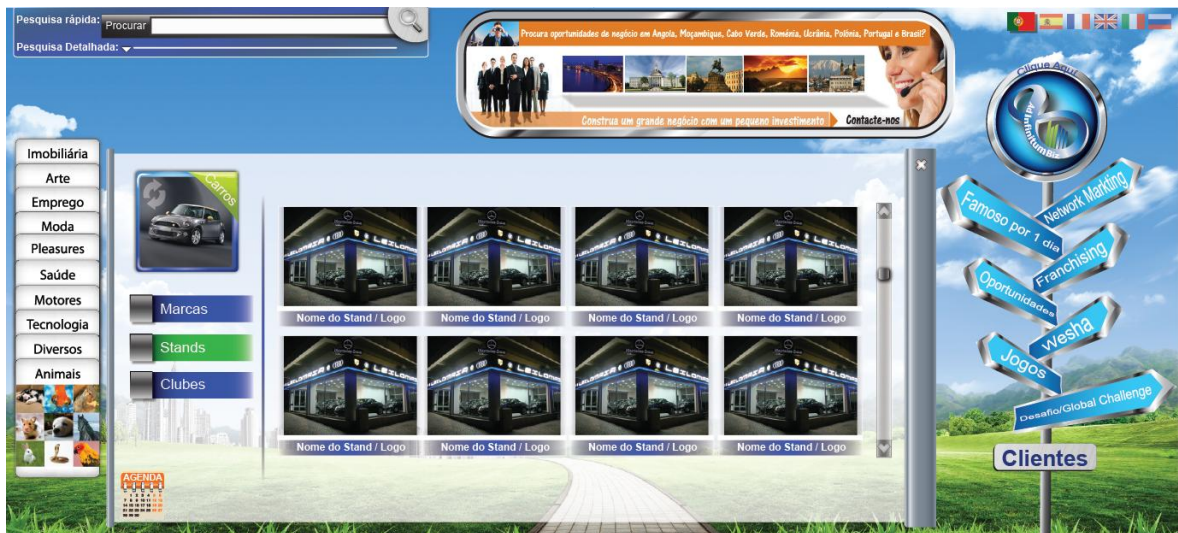 Pesquisa rápida:
Procurar
Pesquisa Detalhada:
Procura oportunidades de negócio em Angola, Moçambique, Cabo Verde, Roménia, Ucrânia, Polónia, Portugal e Brasil?
Construa um grande negócio com um pequeno investimento
Contacte-nos
Clique Aqui
AdInfinitumBiz
Imobiliária
Arte
Emprego
Moda
Pleasures
Saúde
Motores
Tecnologia
Diversos
Animais
Carros
Marcas
Stands
Clubes
AGENDA
Nome do Stand / Logo
Nome do Stand / Logo
Nome do Stand / Logo
Nome do Stand / Logo
Nome do Stand / Logo
Nome do Stand / Logo
Nome do Stand / Logo
Nome do Stand / Logo
Network Markting
Famoso por 1 dia
Franchising
Oportunidades
Wesha
Jogos
Desafio/Global Challenge
Clientes